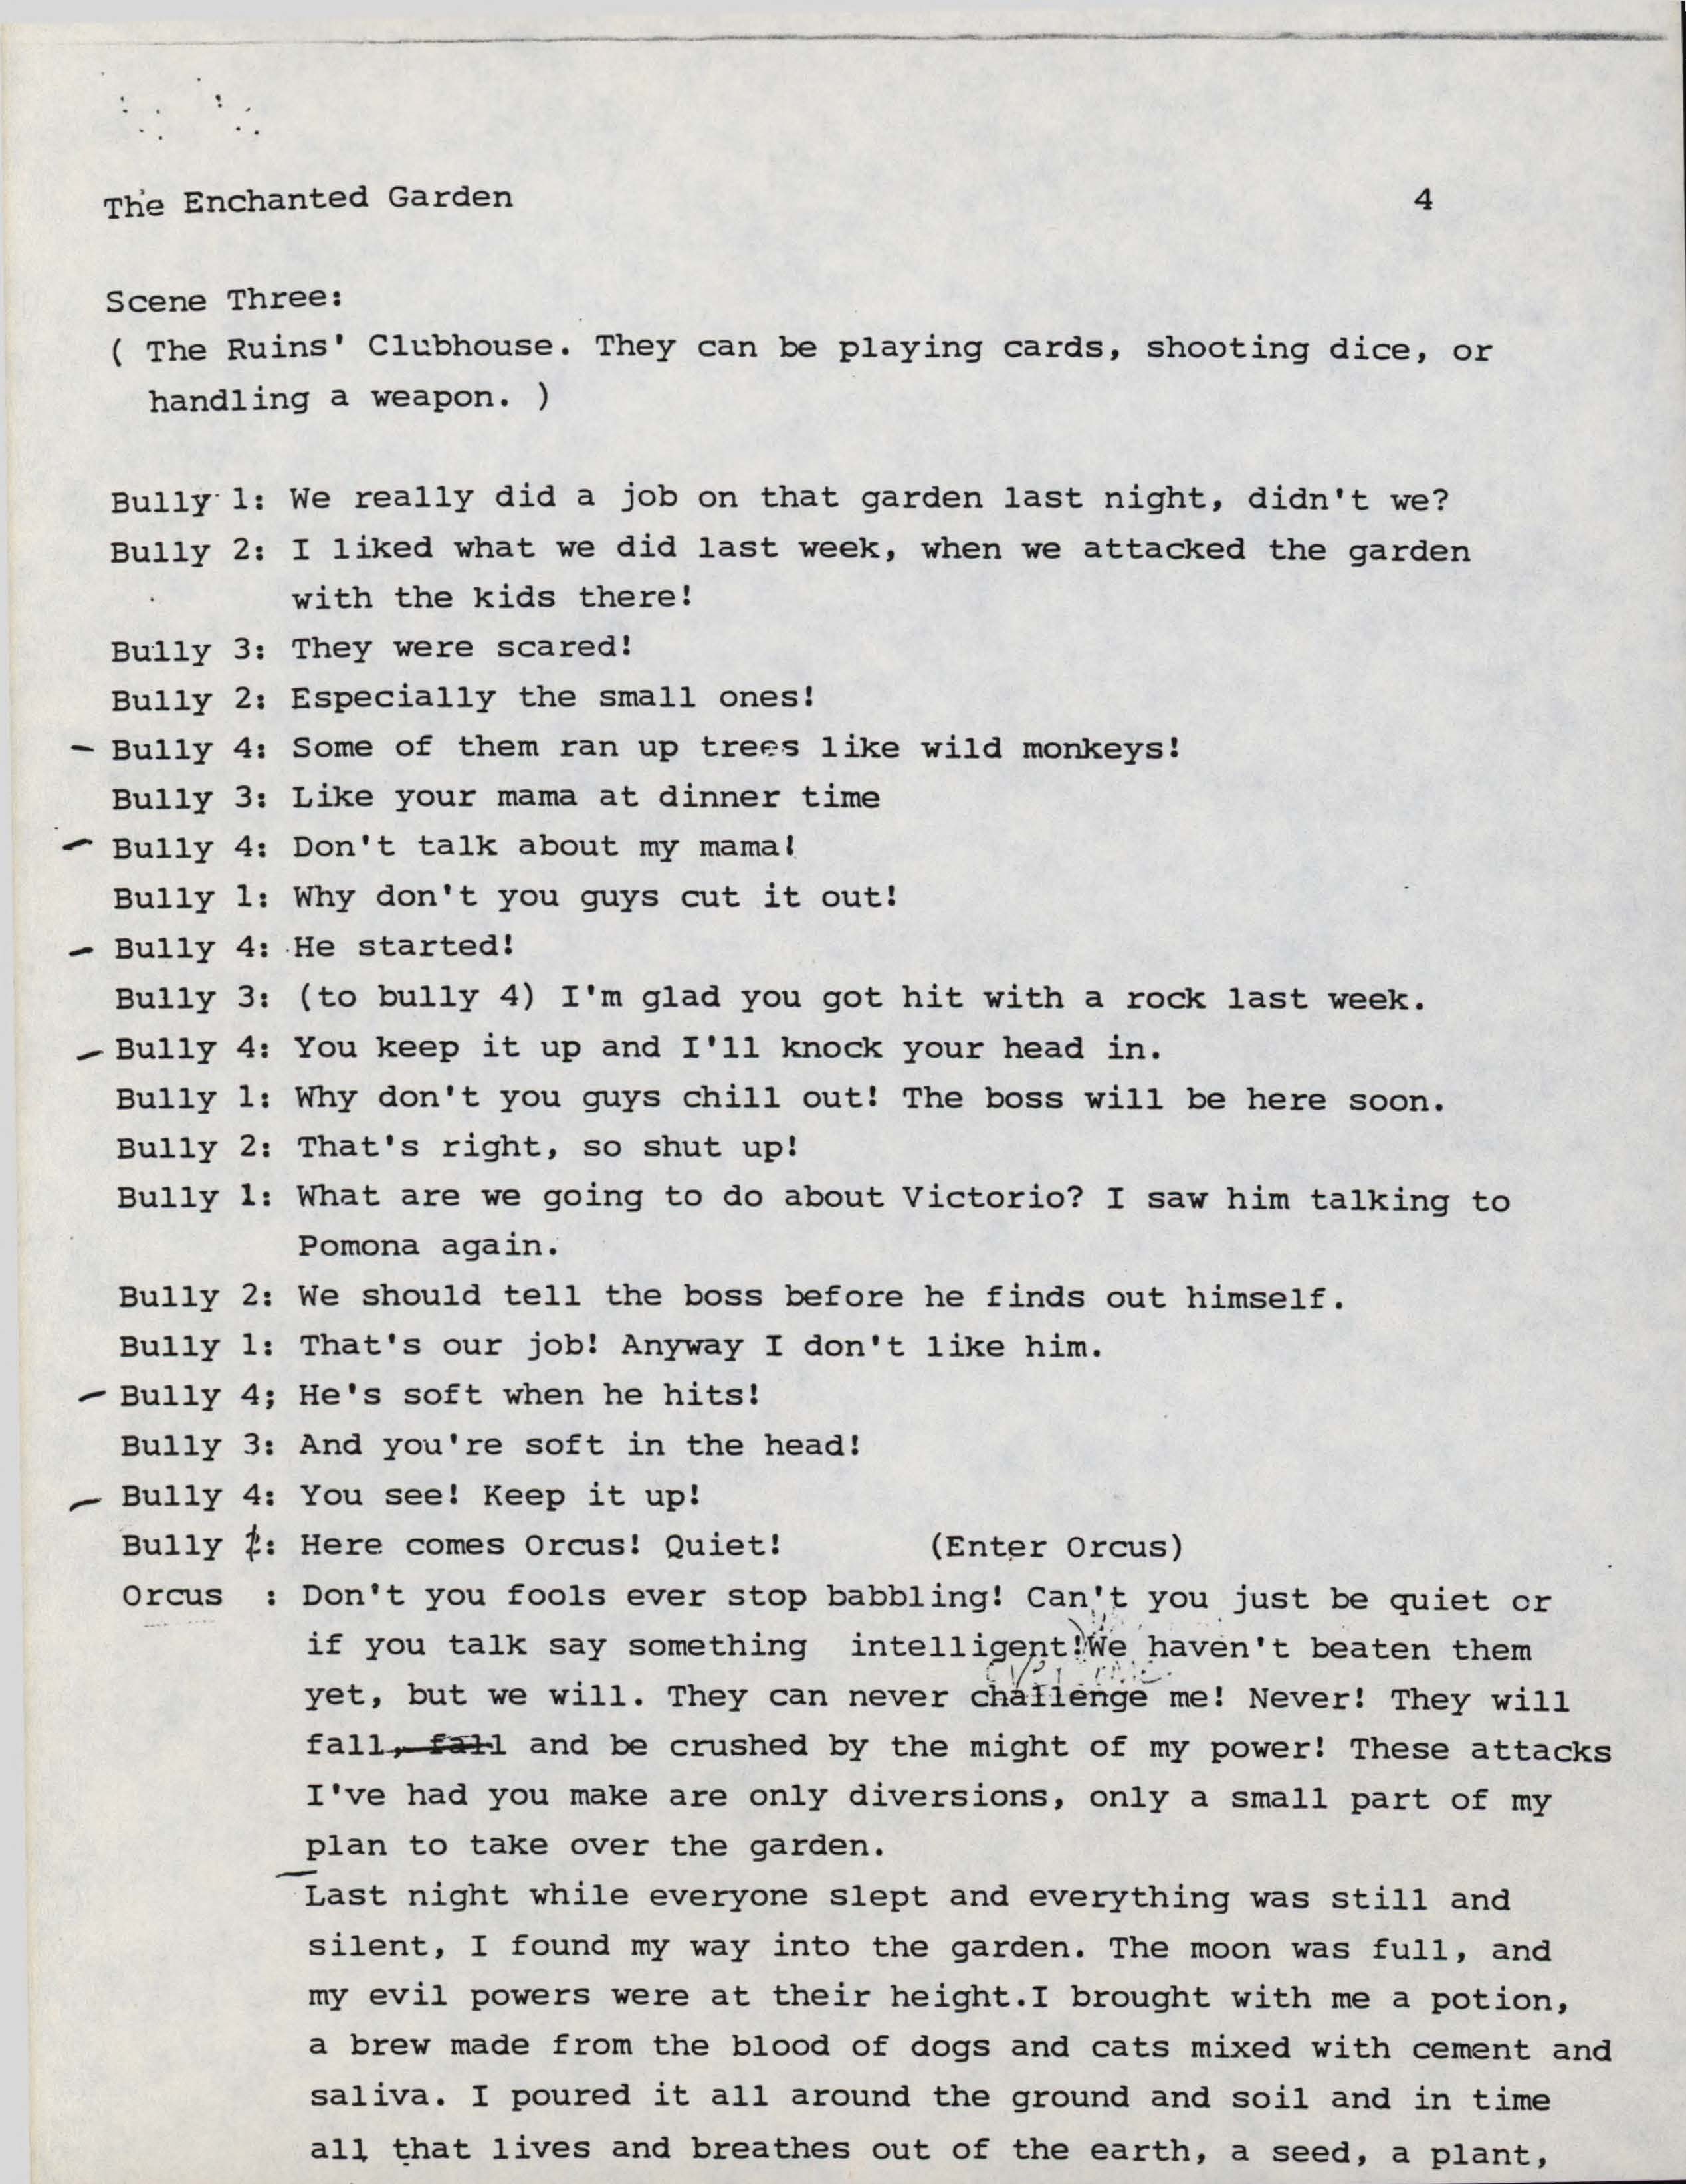 The Enchanted Garden 4
Scene Three:
( The Ruins' Clubhouse. They can be playing cards, shooting dice, or
handling a weapon. )
Bully 1: We really did a job on that garden last night, didn't we?
Bully 2: I liked what we did last week, when we attacked the garden
with the kids there!
Bully 3: They were scared!
Bully 2: Especially the small ones!
- Bully 4: Some of them ran up trees like wild monkeys!
Bully 3: Like your mama at dinner time
- Bully 4: Don't talk about my mama!
Bully 1: Why don't you guys cut it out!
- Bully 4: He started!
Bully 3: (to bully 4) I'm glad you got hit with a rock last week.
- Bully 4: You keep it up and I'll knock your head in.
Bully 1: Why don't you guys chill out! The boss will be here soon.
Bully 2: That's right, so shut up!
Bully 1: What are we going to do about Victorio? I saw him talking to
Pomona again.
Bully 2: We should tell the boss before he finds out himself.
Bully 1: That's our job! Anyway I don't like him.
- Bully 4; He's soft when he hits!
Bully 3: And you're soft in the head!
- Bully 4: You see! Keep it up!
Bully : Here comes Orcus! Quiet! (Enter Orcus)
Orcus : Don't you fools ever stop babbling! Can't you just be quiet or
if you talk say something intelligent! We haven't beaten them
yet, but we will. They can never challenge me! Never! They will
fall, fall and be crushed by the might of my power! These attacks
I've had you make are only diversions, only a small part of my
plan to take over the garden.
Last night while everyone slept and everything was still and
silent, I found my way into the garden. The moon was full, and
my evil powers were at their height.I brought with me a potion,
a brew made from the blood of dogs and cats mixed with cement and
saliva. I poured it all around the ground and soil and in time
all that lives and breathes out of the earth, a seed, a plant,